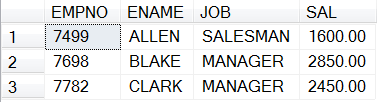 EMPNO ENAME JOB SAL
1 7499 ALLEN SALESMAN 1600.00
2 7698 BLAKE MANAGER 2850.00
3 7782 CLARK MANAGER 2450.00